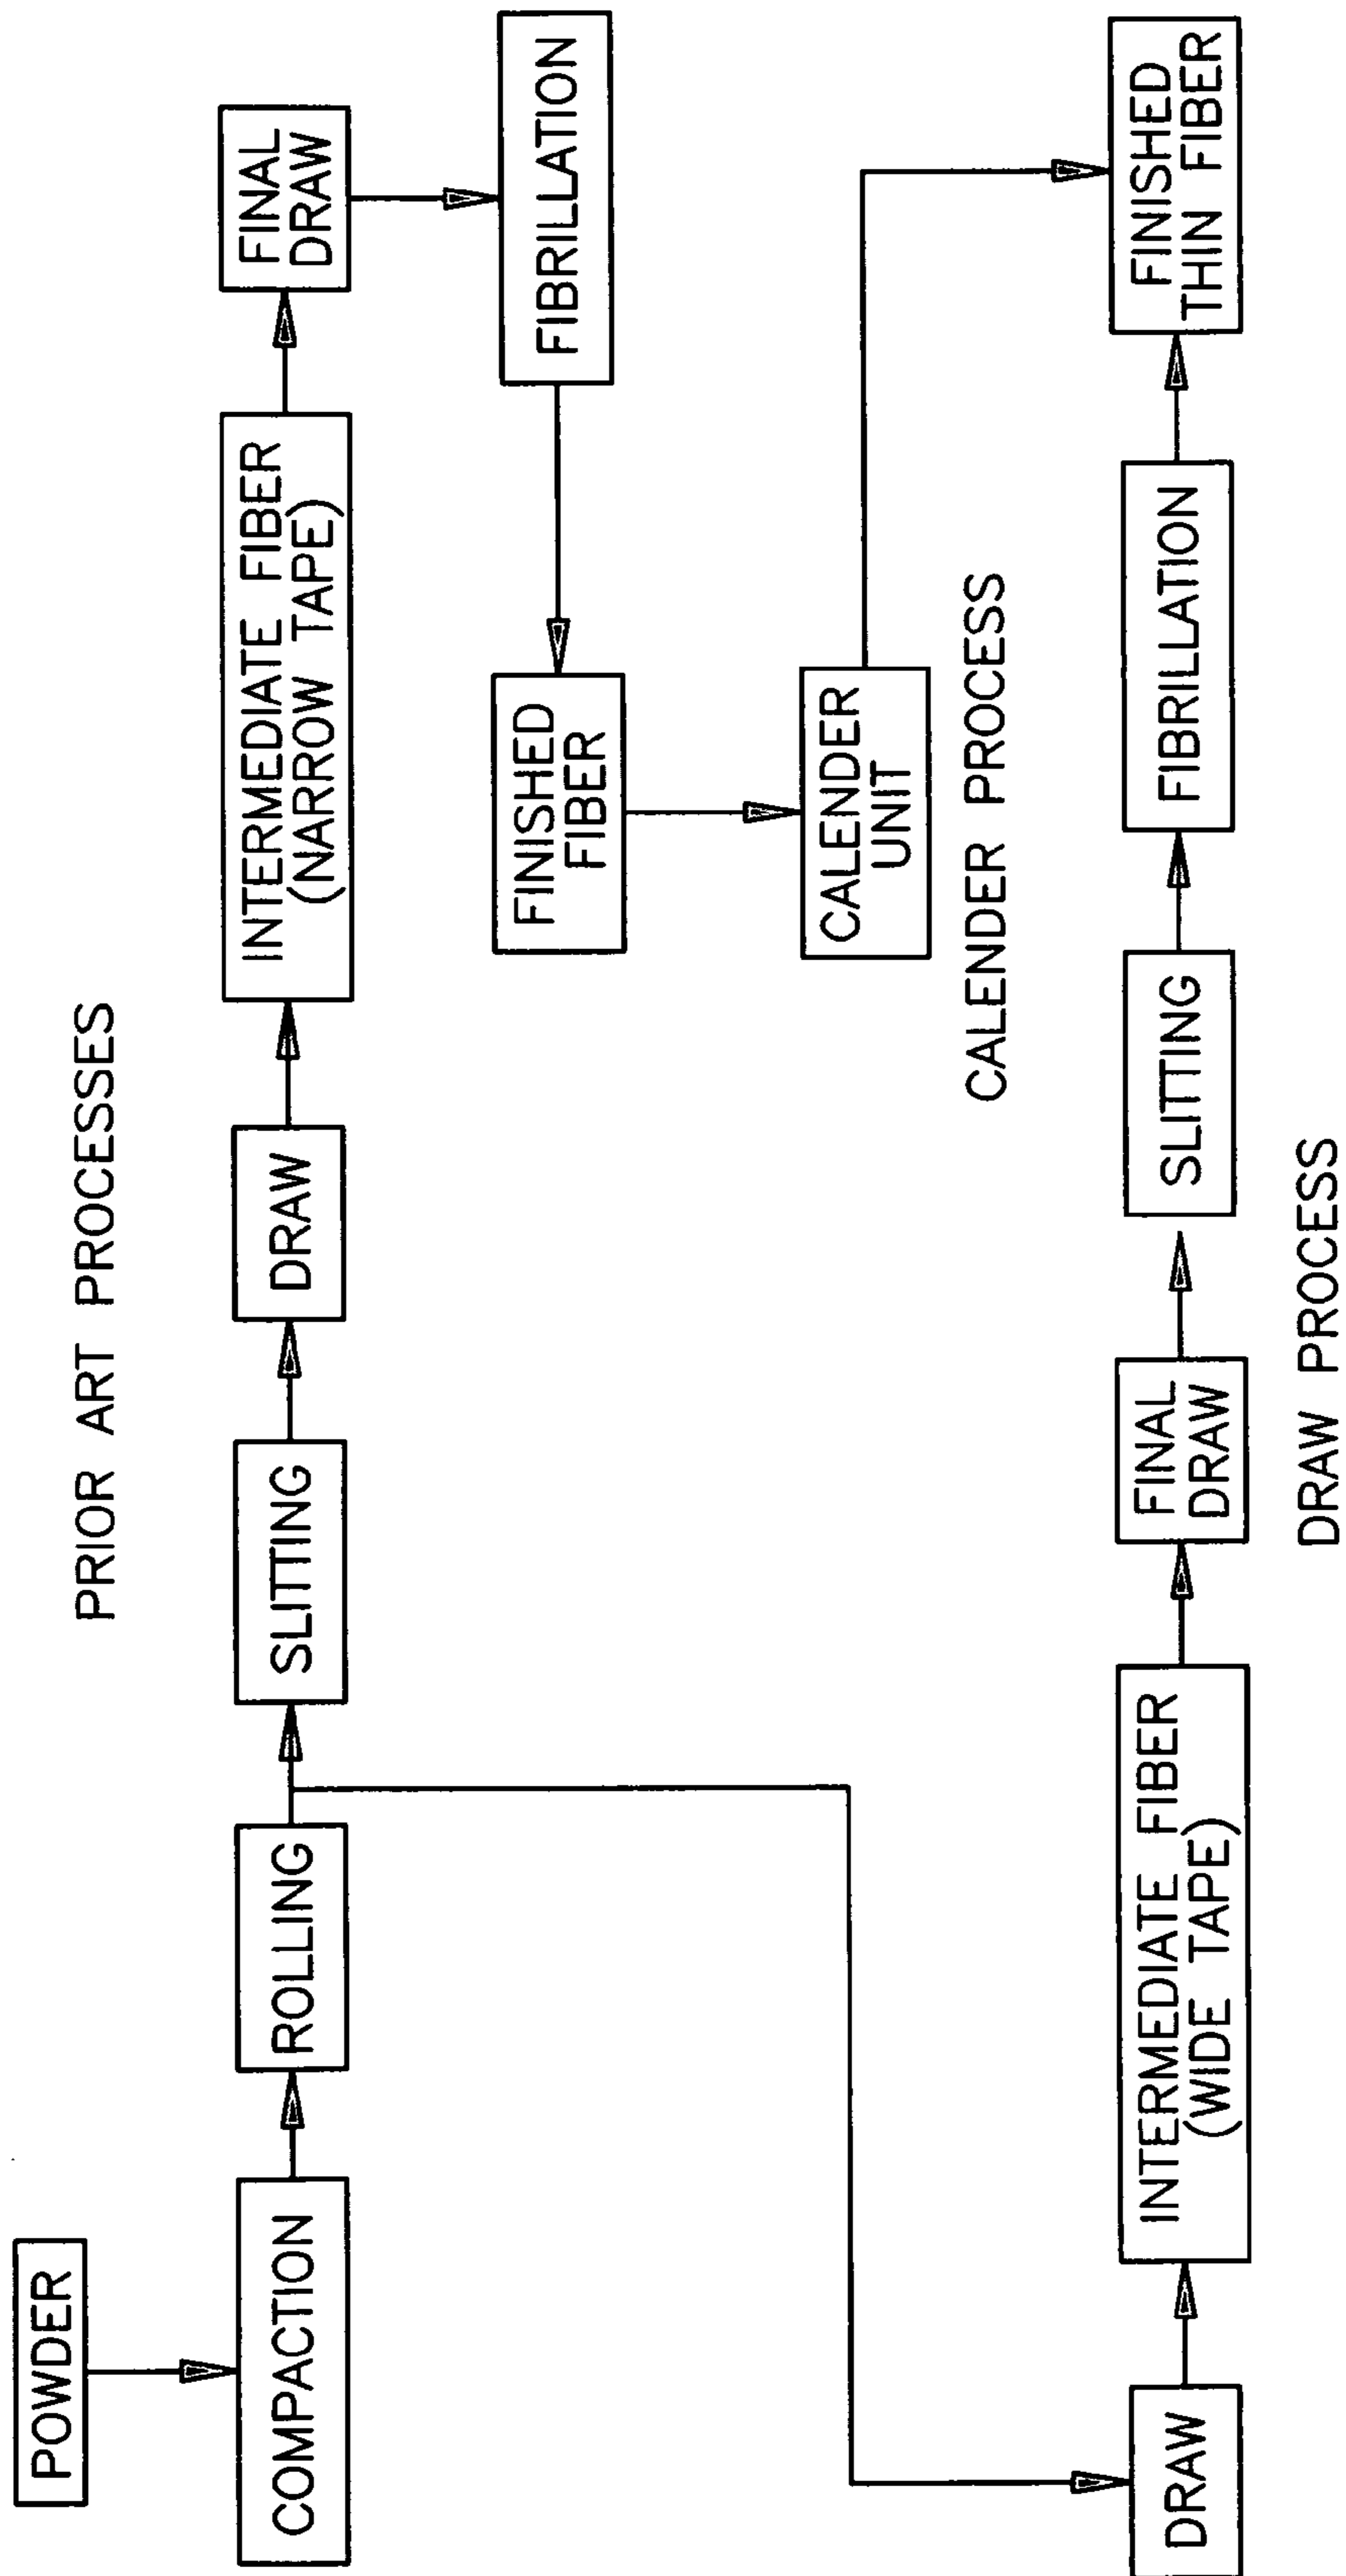 PRIOR ART PROCESSES
POWDER
COMPACTION
ROLLING
SLITTING
DRAW
INTERMEDIATE FIBER
(NARROW TAPE)
FINAL
DRAW
FIBRILLATION
FINISHED
FIBER
CALENDER
UNIT
CALENDER PROCESS
DRAW
INTERMEDIATE FIBER
(WIDE TAPE)
FINAL
DRAW
SLITTING
FIBRILLATION
FINISHED
THIN FIBER
DRAW PROCESS